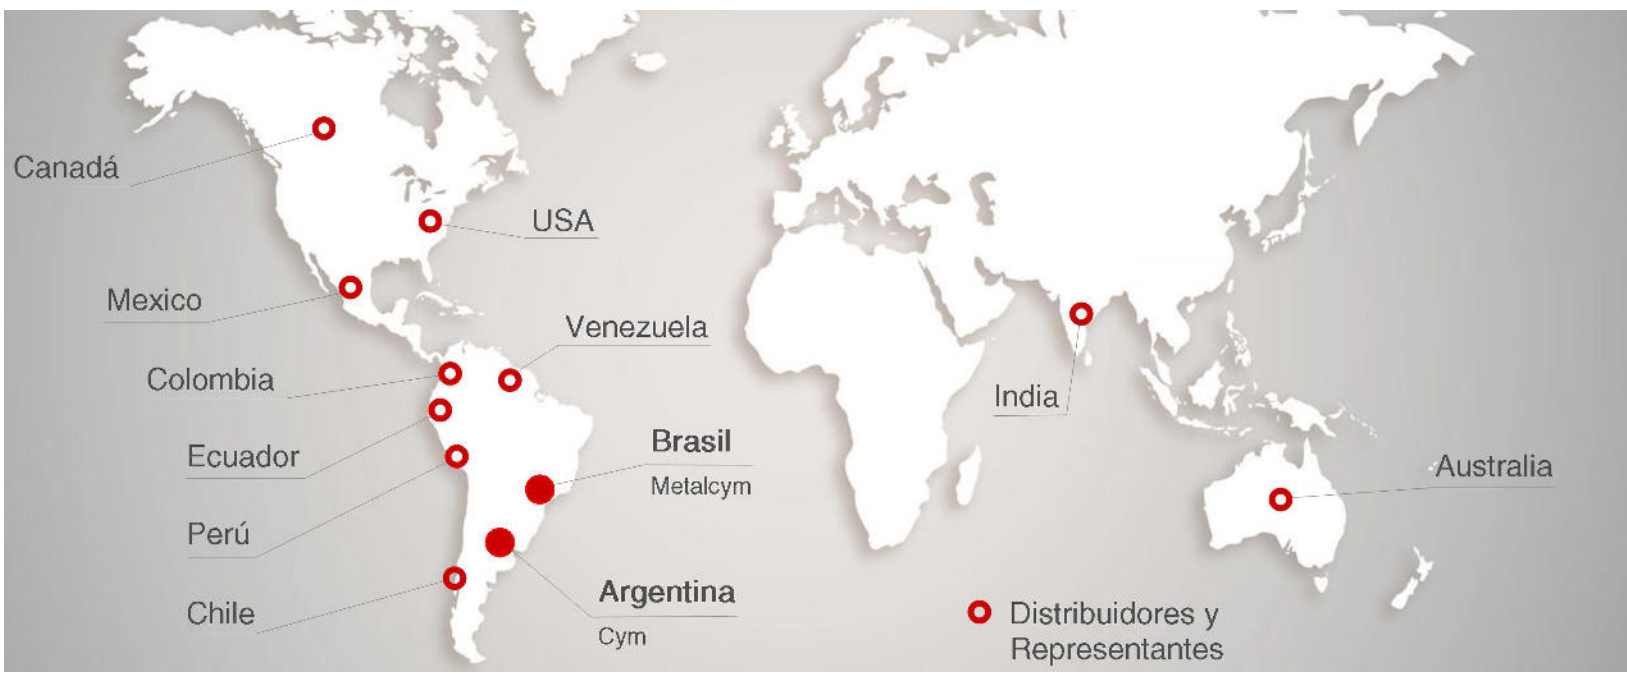 Canadá
USA
Mexico
Venezuela
Colombia
India
Ecuador
Brasil
Metalcym
Australia
Perú
Argentina
Cym
Chile
Distribuidores y
Representantes